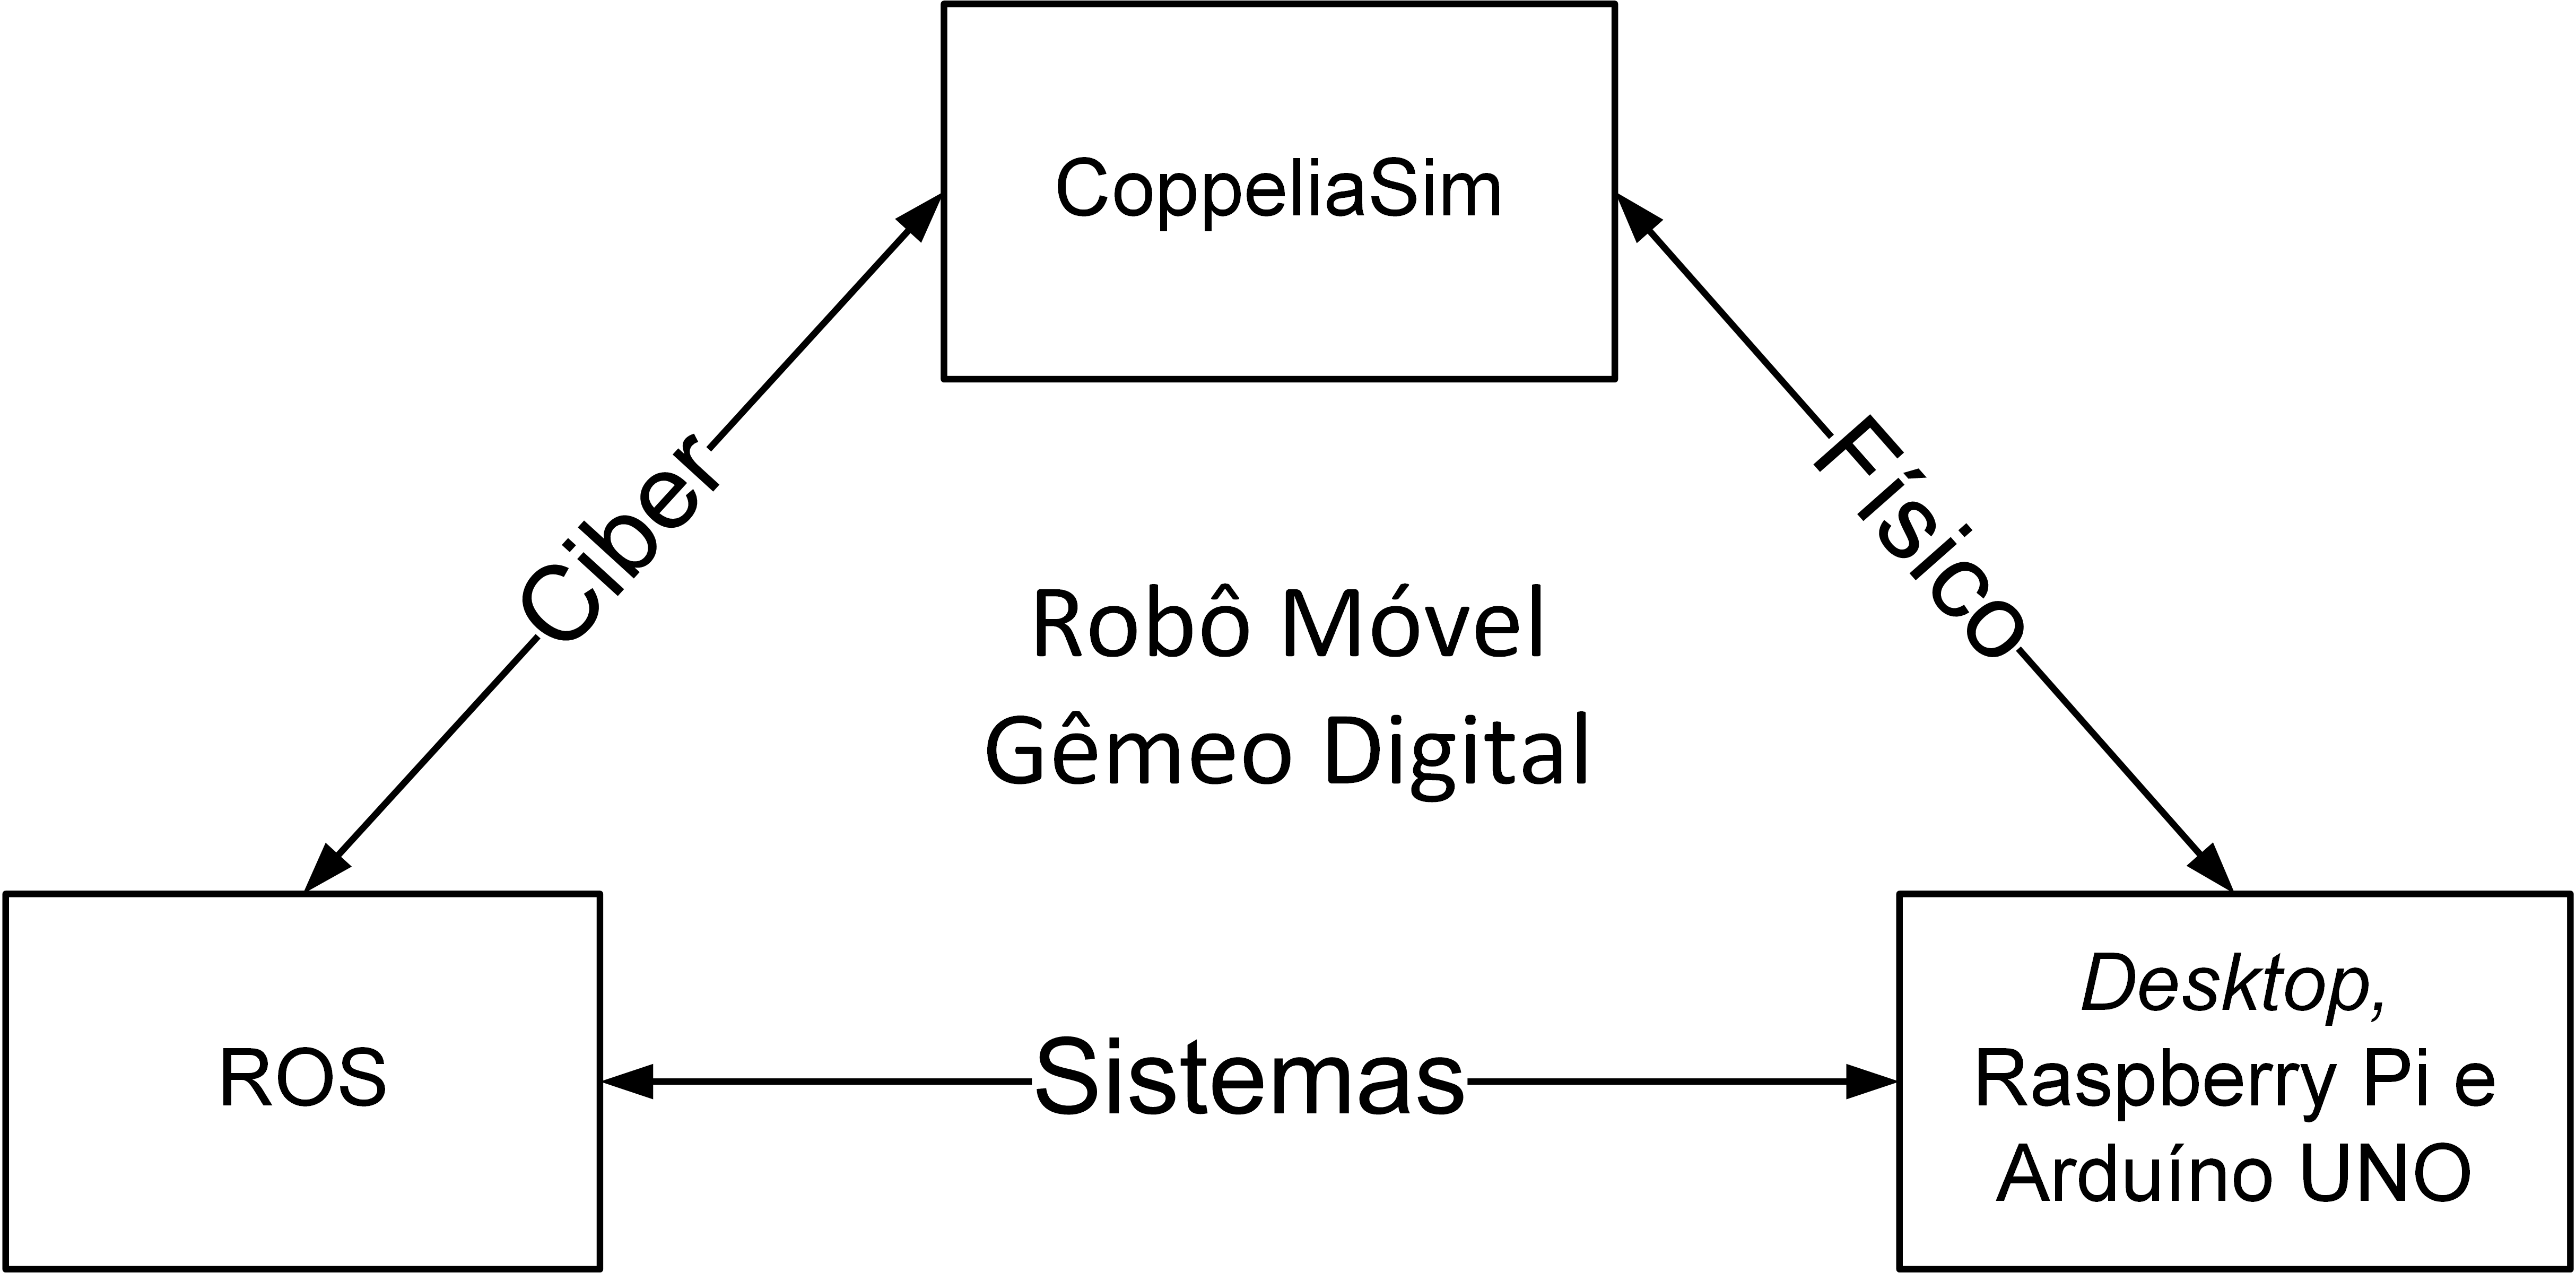 CoppeliaSim
Ciber
Físico
Robô Móvel
Gêmeo Digital
ROS
Sistemas
Desktop,
Raspberry Pi e
Arduíno UNO